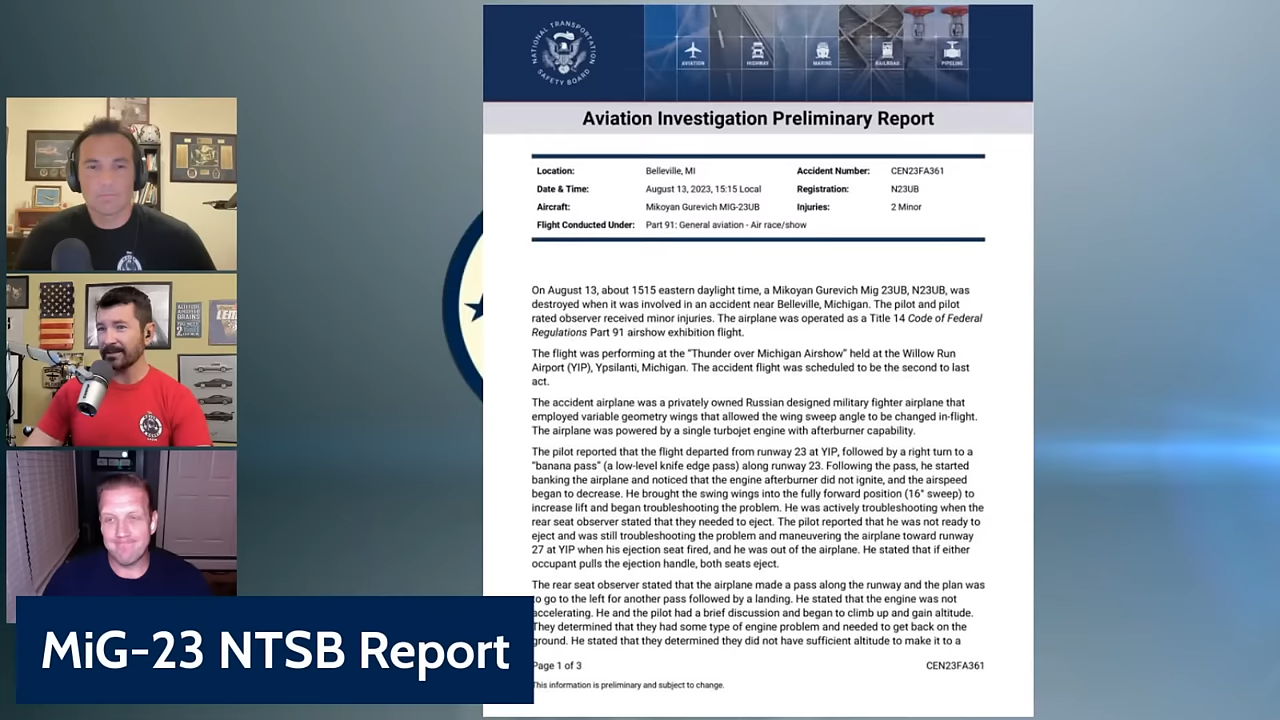 NATIONAL TRANSPORTATION
SAFETY BOARD
AVIATION
HIGHWAY
MARINE
RAILROAD
PIPELINE
Aviation Investigation Preliminary Report
Location: Belleville, MI Accident Number: CEN23FA361
Date & Time: August 13, 2023, 15:15 Local Registration: N23UB
Aircraft: Mikoyan Gurevich MIG-23UB Injuries: 2 Minor
Flight Conducted Under: Part 91: General aviation - Air race/show
On August 13, about 1515 eastern daylight time, a Mikoyan Gurevich Mig 23UB, N23UB, was
destroyed when it was involved in an accident near Belleville, Michigan. The pilot and pilot
rated observer received minor injuries. The airplane was operated as a Title 14 Code of Federal
Regulations Part 91 airshow exhibition flight.
The flight was performing at the “Thunder over Michigan Airshow” held at the Willow Run
Airport (YIP), Ypsilanti, Michigan. The accident flight was scheduled to be the second to last
act.
The accident airplane was a privately owned Russian designed military fighter airplane that
employed variable geometry wings that allowed the wing sweep angle to be changed in-flight.
The airplane was powered by a single turbojet engine with afterburner capability.
The pilot reported that the flight departed from runway 23 at YIP, followed by a right turn to a
“banana pass” (a low-level knife edge pass) along runway 23. Following the pass, he started
banking the airplane and noticed that the engine afterburner did not ignite, and the airspeed
began to decrease. He brought the swing wings into the fully forward position (16° sweep) to
increase lift and began troubleshooting the problem. He was actively troubleshooting when the
rear seat observer stated that they needed to eject. The pilot reported that he was not ready to
eject and was still troubleshooting the problem and maneuvering the airplane toward runway
27 at YIP when his ejection seat fired, and he was out of the airplane. He stated that if either
occupant pulls the ejection handle, both seats eject.
The rear seat observer stated that the airplane made a pass along the runway and the plan was
to go to the left for another pass followed by a landing. He stated that the engine was not
accelerating. He and the pilot had a brief discussion and began to climb up and gain altitude.
They determined that they had some type of engine problem and needed to get back on the
ground. He stated that they determined they did not have sufficient altitude to make it to a
Page 1 of 3 CEN23FA361
This information is preliminary and subject to change.
ALTITUDE
BRAINS
YOU NEED
2
MiG-23 NTSB Report